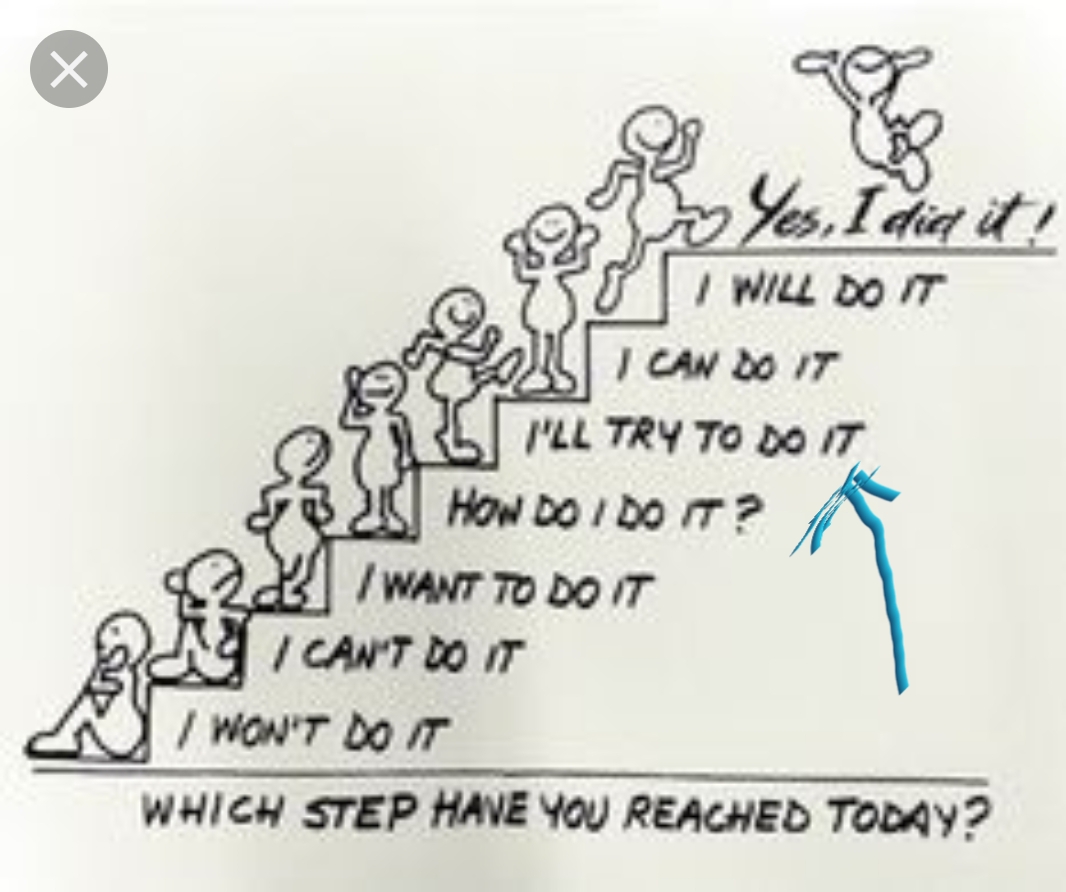 Yes, I did it!
I WILL DO IT
I CAN DO IT
I'LL TRY TO DO IT
HOW DO I DO IT?
I WANT TO DO IT
I CAN'T DO IT
I WON'T DO IT
WHICH STEP HAVE YOU REACHED TODAY?